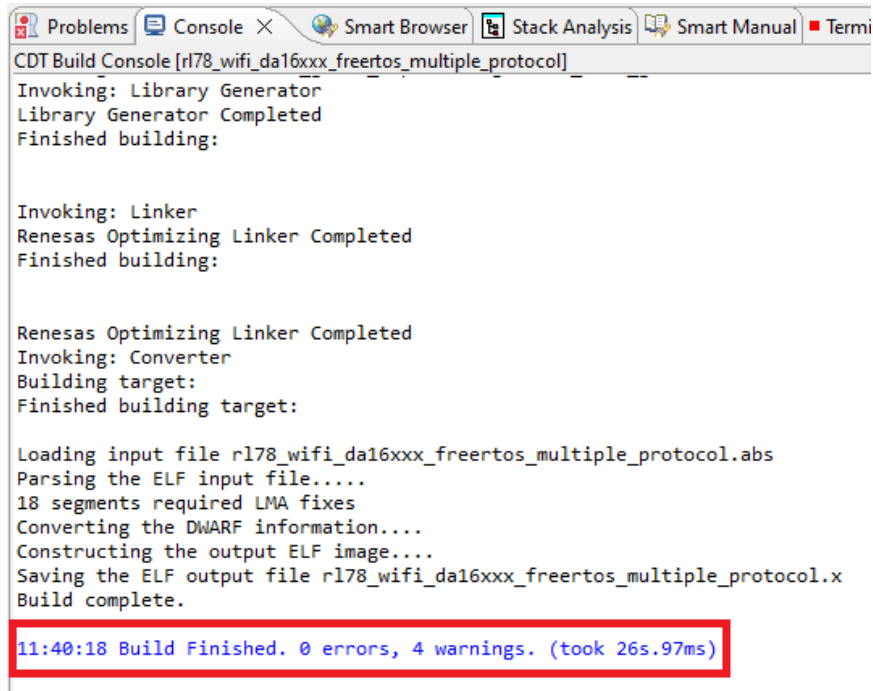 Problems Console Smart Browser Stack Analysis Smart Manual Termi
CDT Build Console [rl78_wifi_da16xxx_freertos_multiple_protocol]
Invoking: Library Generator
Library Generator Completed
Finished building:
Invoking: Linker
Renesas Optimizing Linker Completed
Finished building:
Renesas Optimizing Linker Completed
Invoking: Converter
Building target:
Finished building target:
Loading input file rl78_wifi_da16xxx_freertos_multiple_protocol.abs
Parsing the ELF input file.....
18 segments required LMA fixes
Converting the DWARF information....
Constructing the output ELF image....
Saving the ELF output file rl78_wifi_da16xxx_freertos_multiple_protocol.x
Build complete.
11:40:18 Build Finished. 0 errors, 4 warnings. (took 26s.97ms)